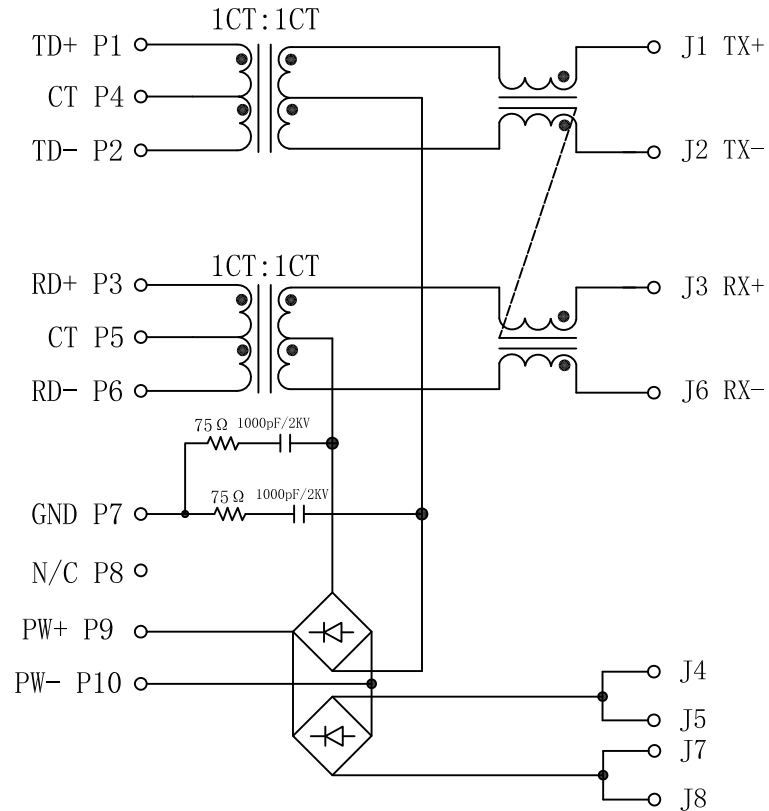 1CT:1CT
TD+ P1
J1 TX+
CT P4
TD- P2
J2 TX-
1CT:1CT
RD+ P3
J3 RX+
CT P5
RD- P6
J6 RX-
75Ω 1000pF/2KV
75Ω 1000pF/2KV
GND P7
N/C P8
PW+ P9
PW- P10
J4
J5
J7
J8